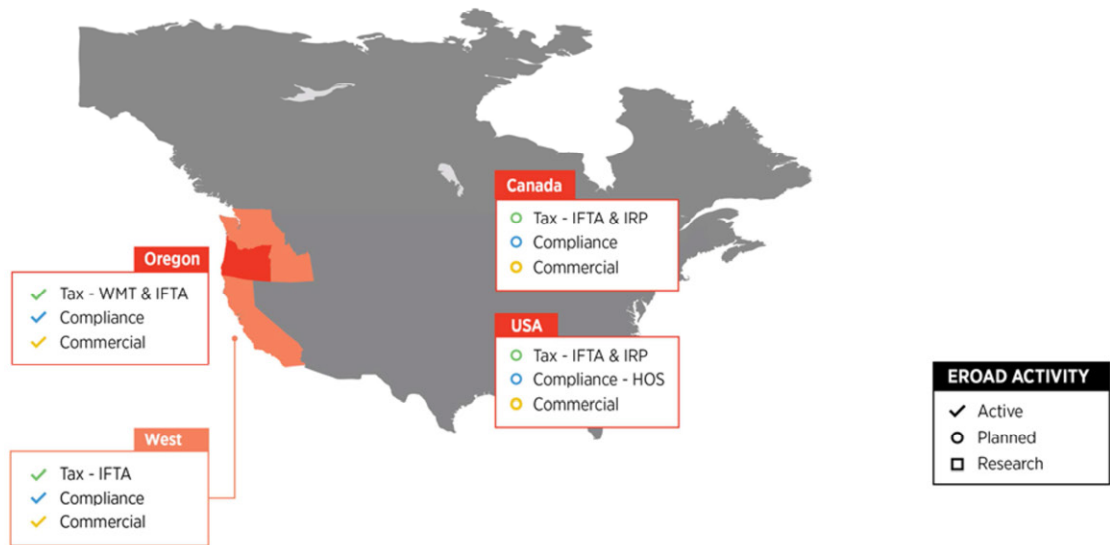 Canada
Tax - IFTA & IRP
Compliance
Commercial
Oregon
Tax - WMT & IFTA
Compliance
Commercial
USA
Tax - IFTA & IRP
Compliance - HOS
Commercial
West
Tax - IFTA
Compliance
Commercial
EROAD ACTIVITY
Active
Planned
Research